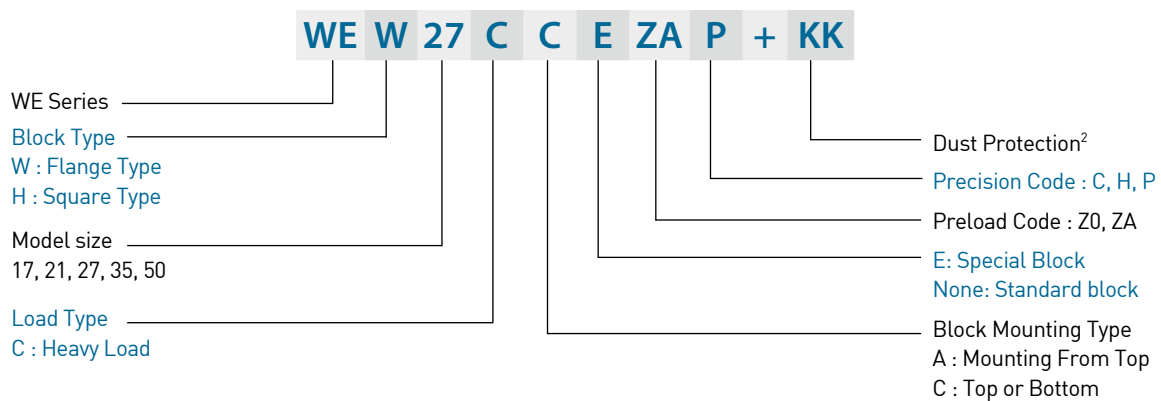 WE W 27 C C E ZA P + KK
WE Series
Block Type
W : Flange Type
H : Square Type
Model size
17, 21, 27, 35, 50
Load Type
C : Heavy Load
Dust Protection²
Precision Code : C, H, P
Preload Code : Z0, ZA
E: Special Block
None: Standard block
Block Mounting Type
A : Mounting From Top
C : Top or Bottom